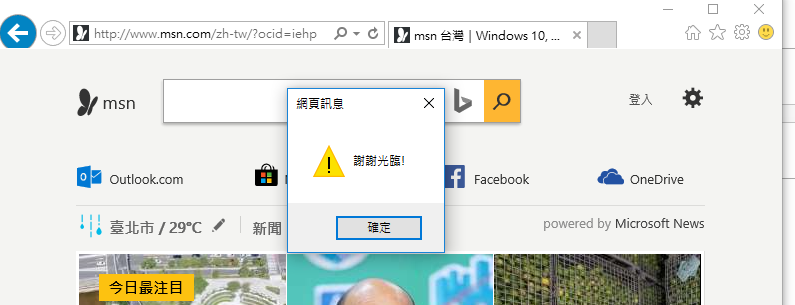 http://www.msn.com/zh-tw/?ocid=iehp
msn 台灣 | Windows 10, ...
msn
網頁訊息
登入
謝謝光臨!
確定
Outlook.com
Facebook
OneDrive
臺北市 / 29°C
新聞
powered by Microsoft News
今日最注目